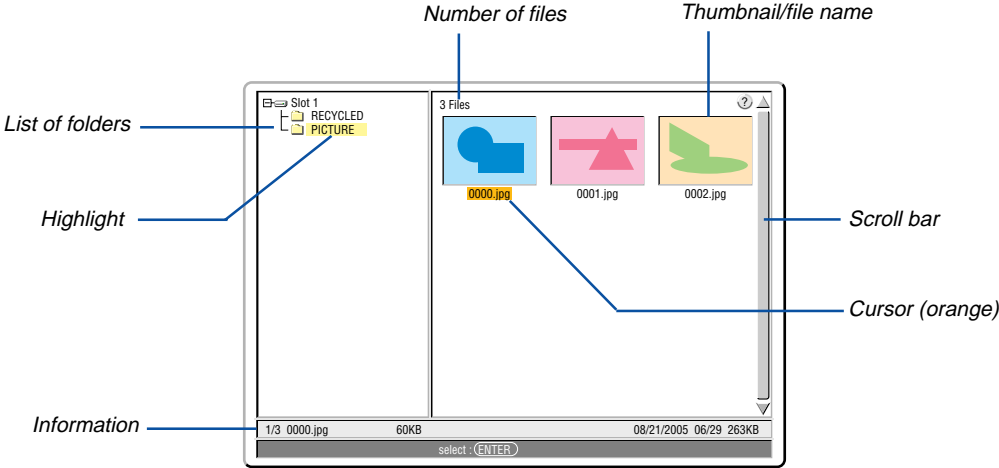 Number of files
Thumbnail/file name
List of folders
Slot 1
RECYCLED
PICTURE
3 Files
?
0000.jpg
0001.jpg
0002.jpg
Highlight
Scroll bar
Cursor (orange)
Information
1/3 0000.jpg 60KB 08/21/2005 06/29 263KB
select : ENTER